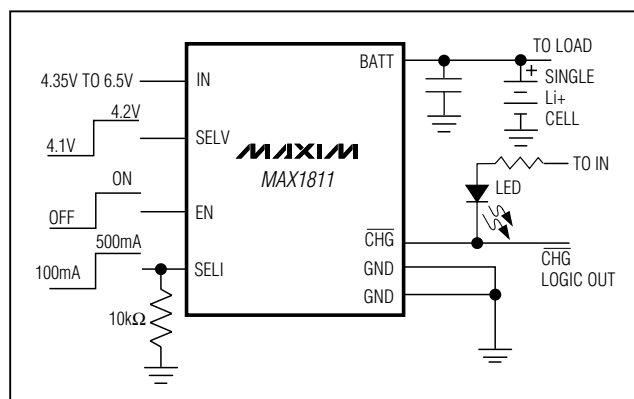 BATT
TO LOAD
4.35V TO 6.5V
IN
+
SINGLE
Li+
CELL
4.2V
4.1V
SELV
MAXIM
MAX1811
TO IN
ON
OFF
EN
LED
500mA
100mA
SELI
CHG
CHG
LOGIC OUT
GND
GND
10kΩ